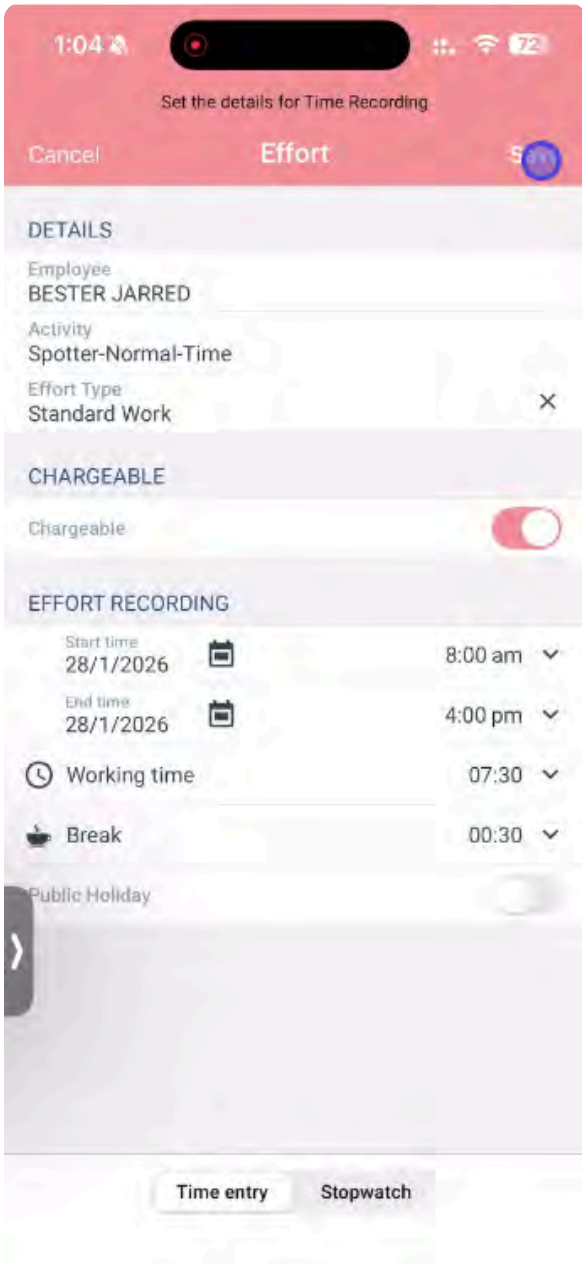 1:04
72
Set the details for Time Recording
Cancel Effort
DETAILS
Employee
BESTER JARRED
Activity
Spotter-Normal-Time
Effort Type
Standard Work
CHARGEABLE
Chargeable
EFFORT RECORDING
Start time
28/1/2026 8:00 am
End time
28/1/2026 4:00 pm
Working time 07:30
Break 00:30
Public Holiday
Time entry Stopwatch